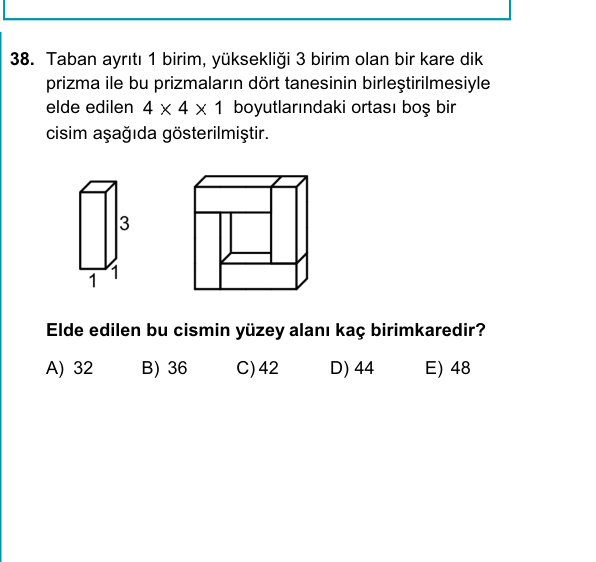 38. Taban ayrıtı 1 birim, yüksekliği 3 birim olan bir kare dik
prizma ile bu prizmaların dört tanesinin birleştirilmesiyle
elde edilen 4 × 4 × 1 boyutlarındaki ortası boş bir
cisim aşağıda gösterilmiştir.
3
1 1
Elde edilen bu cismin yüzey alanı kaç birimkaredir?
A) 32 B) 36 C) 42 D) 44 E) 48